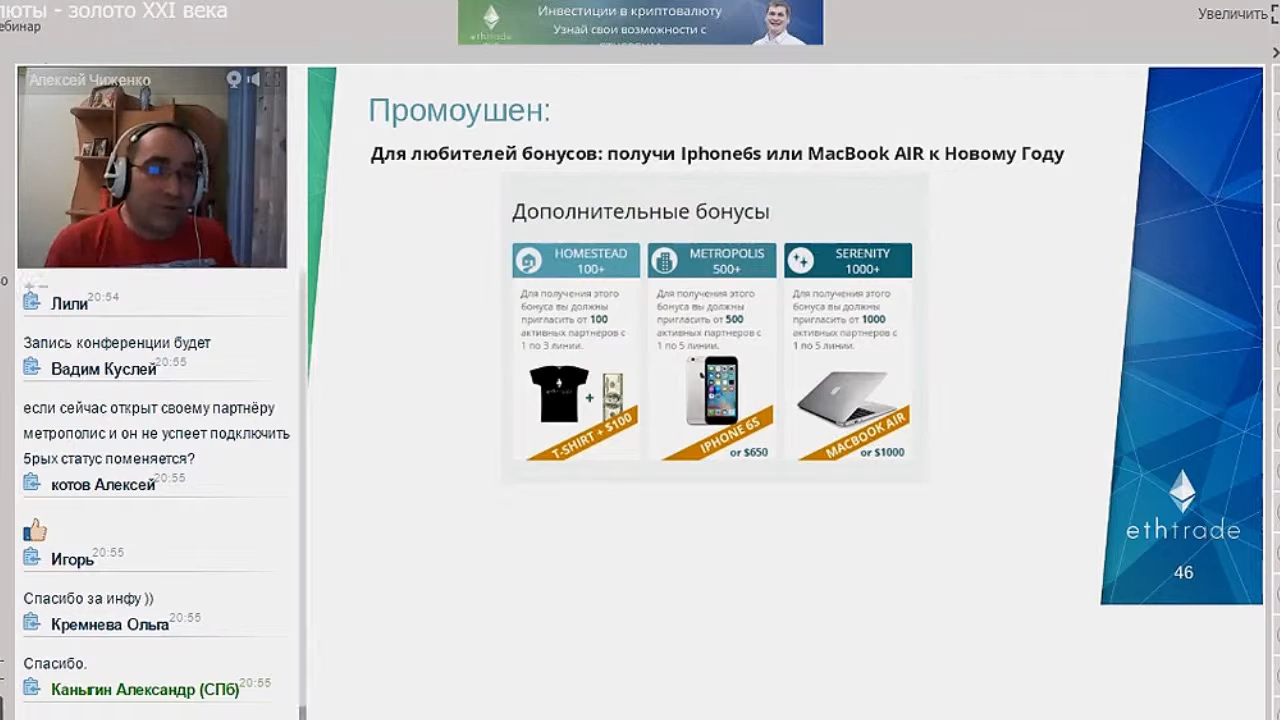 люты - золото XXI века
ебинар
Инвестиции в криптовалюту
Узнай свои возможности с
ethtrade
Увеличить
Алексей Чиженко
Промоушен:
Для любителей бонусов: получи Iphone6s или MacBook AIR к Новому Году
Дополнительные бонусы
HOMESTEAD
100+
Для получения этого
бонуса вы должны
пригласить от 100
активных партнеров с
1 по 3 линии.
T-SHIRT + $100
METROPOLIS
500+
Для получения этого
бонуса вы должны
пригласить от 500
активных партнеров с
1 по 5 линии.
IPHONE 6S
or $650
SERENITY
1000+
Для получения этого
бонуса вы должны
пригласить от 1000
активных партнеров с
1 по 5 линии.
MACBOOK AIR
or $1000
ethtrade
46
Лили 20:54
Запись конференции будет
Вадим Куслей 20:55
если сейчас открыт своему партнёру
метрополис и он не успеет подключить
5рых статус поменяется?
котов Алексей 20:55
Игорь 20:55
Спасибо за инфу ))
Кремнева Ольга 20:55
Спасибо.
Каныгин Александр (СПб) 20:55